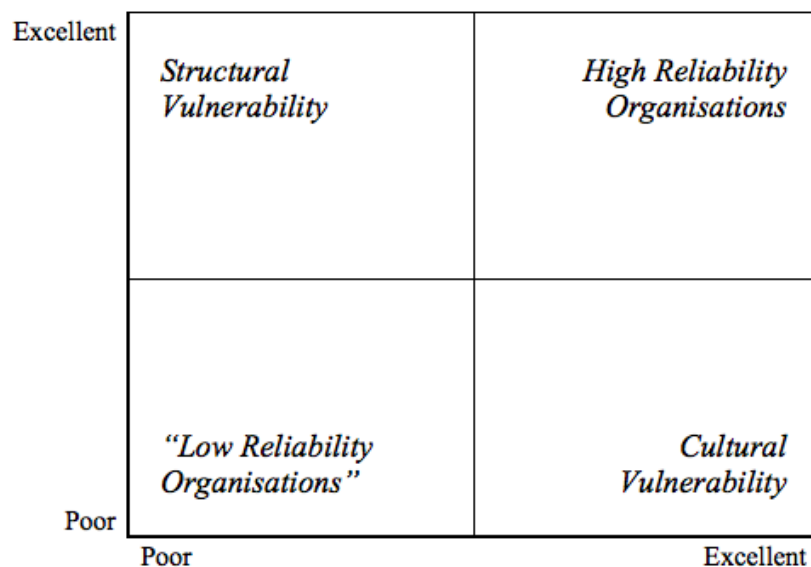 Excellent
Structural
Vulnerability
High Reliability
Organisations
“Low Reliability
Organisations”
Cultural
Vulnerability
Poor
Poor
Excellent